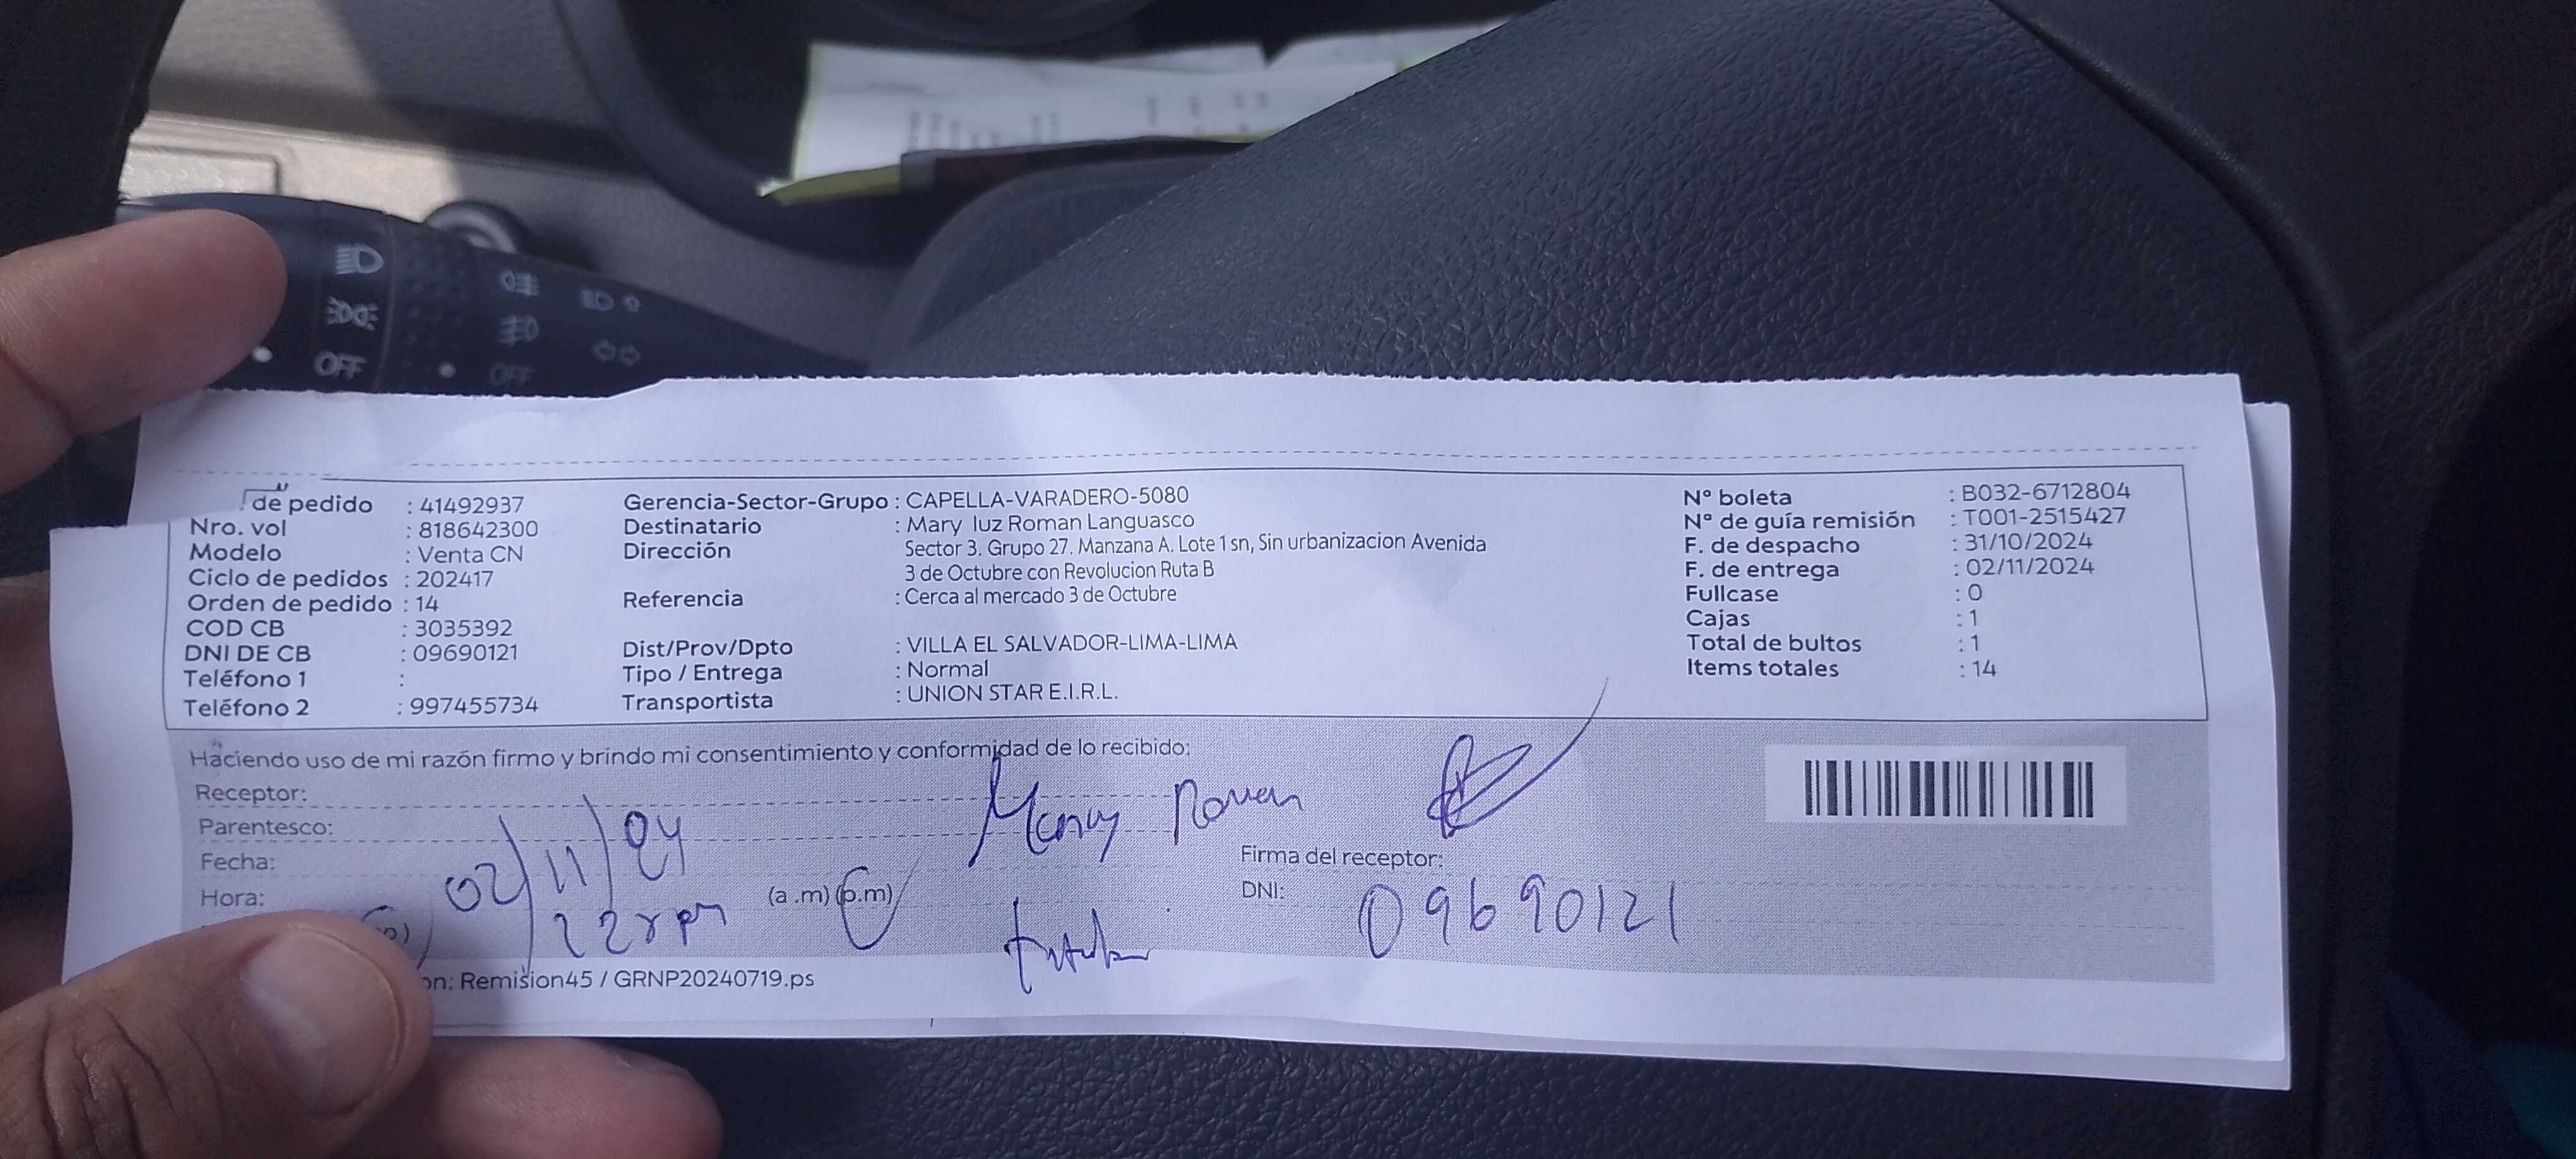 OFF
OFF
de pedido : 41492937
Nro. vol : 818642300
Modelo : Venta CN
Ciclo de pedidos : 202417
Orden de pedido : 14
COD CB : 3035392
DNI DE CB : 09690121
Teléfono 1 :
Teléfono 2 : 997455734
Gerencia-Sector-Grupo : CAPELLA-VARADERO-5080
Destinatario : Mary luz Roman Languasco
Dirección Sector 3. Grupo 27. Manzana A. Lote 1 sn, Sin urbanizacion Avenida
3 de Octubre con Revolucion Ruta B
Referencia : Cerca al mercado 3 de Octubre
Dist/Prov/Dpto : VILLA EL SALVADOR-LIMA-LIMA
Tipo / Entrega : Normal
Transportista : UNION STAR E.I.R.L.
N° boleta : B032-6712804
Nº de guía remisión : T001-2515427
F. de despacho : 31/10/2024
F. de entrega : 02/11/2024
Fullcase : 0
Cajas : 1
Total de bultos : 1
Items totales : 14
Haciendo uso de mi razón firmo y brindo mi consentimiento y conformidad de lo recibido:
Receptor: Mary Roman
Parentesco:
Fecha: 02/11/24
Hora: (a .m) (p.m)
Firma del receptor:
DNI: 09690121
on: Remision45 / GRNP20240719.ps